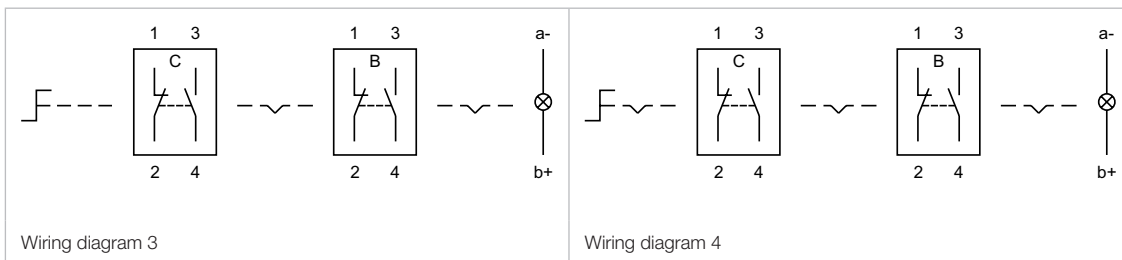 1 3 1 3 a-
C B
2 4 2 4 b+
Wiring diagram 3
1 3 1 3 a-
C B
2 4 2 4 b+
Wiring diagram 4